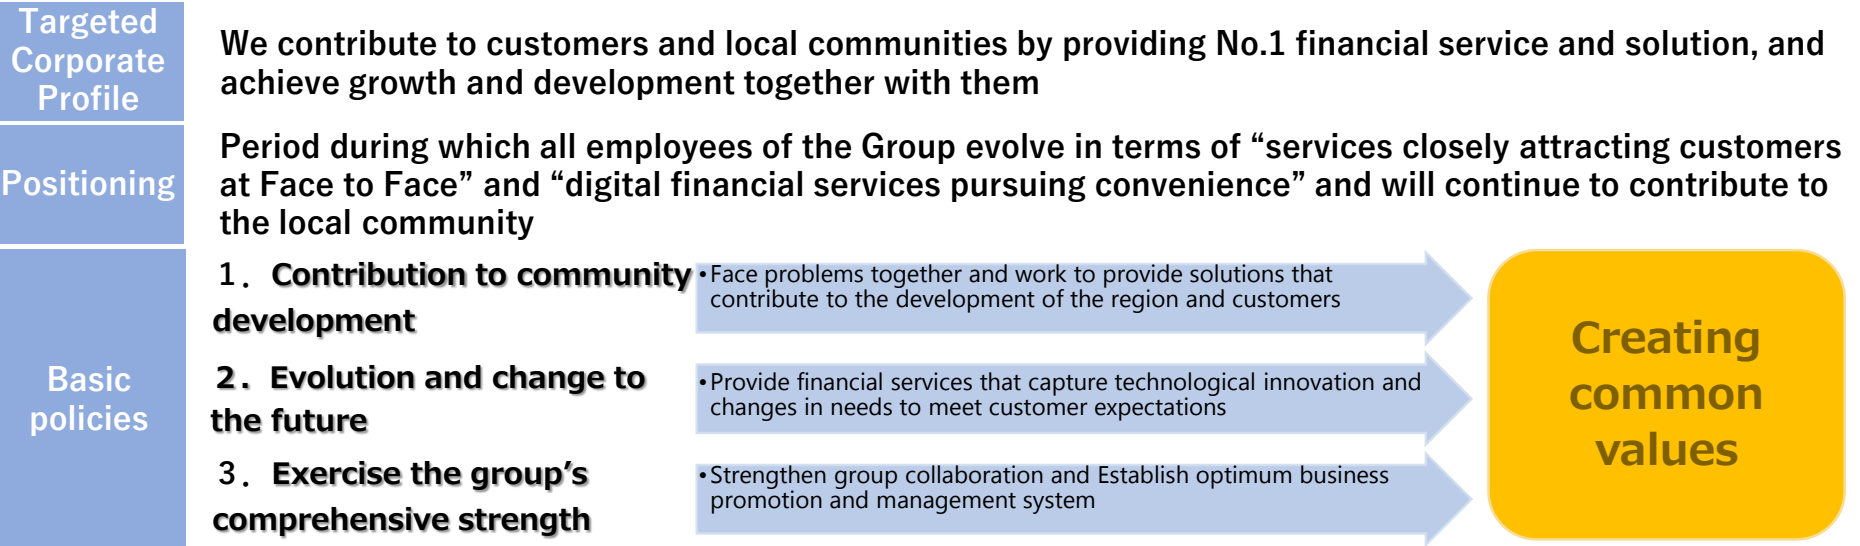 Targeted
Corporate
Profile
We contribute to customers and local communities by providing No.1 financial service and solution, and
achieve growth and development together with them
Positioning
Period during which all employees of the Group evolve in terms of “services closely attracting customers
at Face to Face” and “digital financial services pursuing convenience” and will continue to contribute to
the local community
Basic
policies
１．Contribution to community
development
•Face problems together and work to provide solutions that
contribute to the development of the region and customers
２．Evolution and change to
the future
•Provide financial services that capture technological innovation and
changes in needs to meet customer expectations
３．Exercise the group’s
comprehensive strength
•Strengthen group collaboration and Establish optimum business
promotion and management system
Creating
common
values